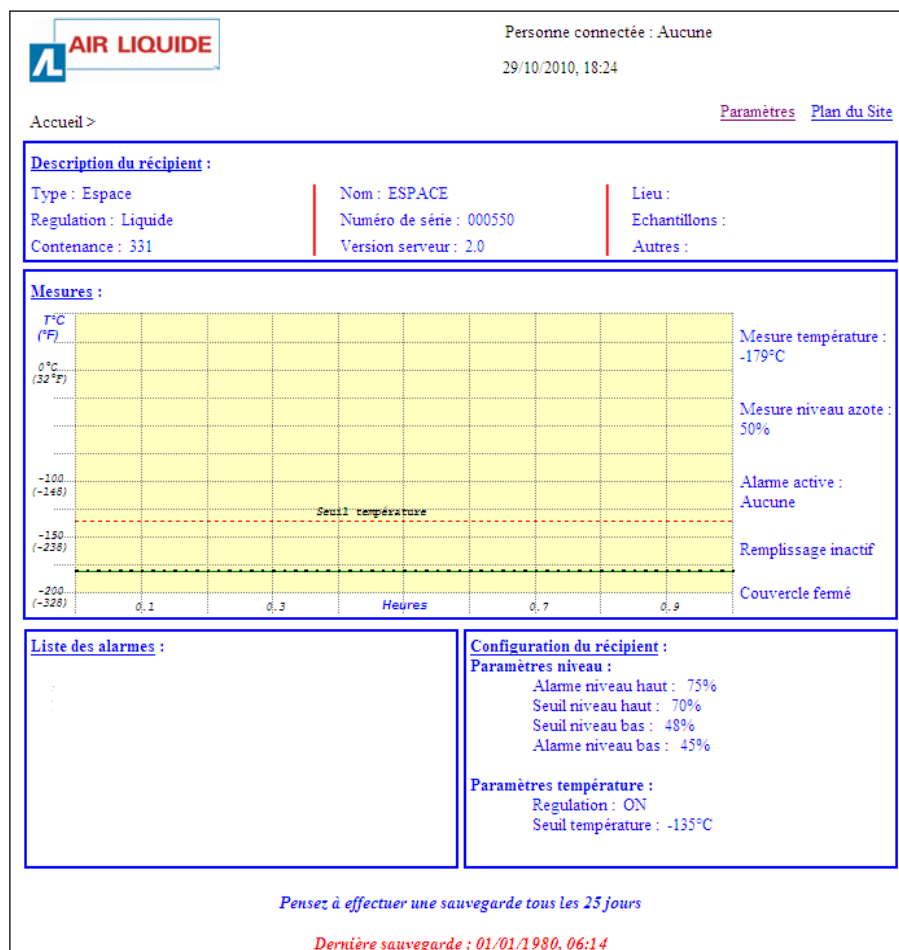 AIR LIQUIDE
Personne connectée : Aucune
29/10/2010, 18:24
Accueil >
Paramètres Plan du Site
Description du récipient :
Type : Espace
Nom : ESPACE
Lieu :
Regulation : Liquide
Numéro de série : 000550
Echantillons :
Contenance : 331
Version serveur : 2.0
Autres :
Mesures :
T°C
(°F)
0°C
(32°F)
-100
(-148)
-150
(-238)
-200
(-328)
Seuil température
0.1
0.3
Heures
0.7
0.9
Mesure température :
-179°C
Mesure niveau azote :
50%
Alarme active :
Aucune
Remplissage inactif
Couvercle fermé
Liste des alarmes :
Configuration du récipient :
Paramètres niveau :
Alarme niveau haut : 75%
Seuil niveau haut : 70%
Seuil niveau bas : 48%
Alarme niveau bas : 45%
Paramètres température :
Regulation : ON
Seuil température : -135°C
Pensez à effectuer une sauvegarde tous les 25 jours
Dernière sauvegarde : 01/01/1980, 06:14